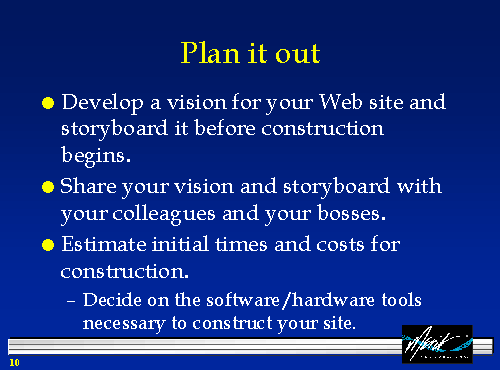 Plan it out
● Develop a vision for your Web site and
storyboard it before construction
begins.
● Share your vision and storyboard with
your colleagues and your bosses.
● Estimate initial times and costs for
construction.
– Decide on the software/hardware tools
necessary to construct your site.
10